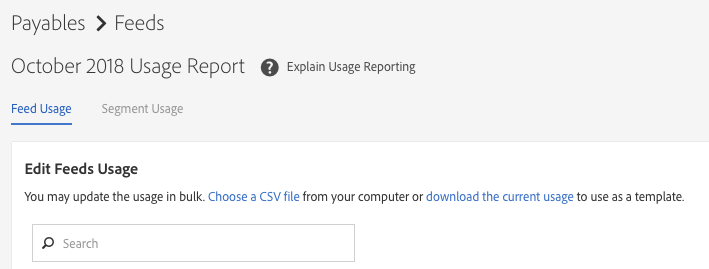 Payables > Feeds
October 2018 Usage Report ? Explain Usage Reporting
Feed Usage Segment Usage
Edit Feeds Usage
You may update the usage in bulk. Choose a CSV file from your computer or download the current usage to use as a template.
Search